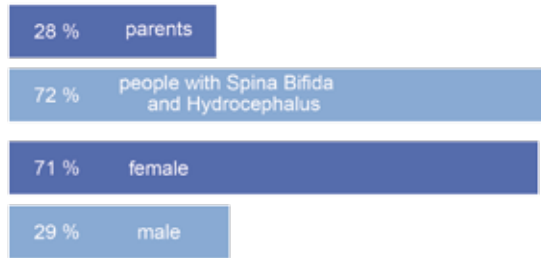 28 % parents
72 % people with Spina Bifida
and Hydrocephalus
71 % female
29 % male